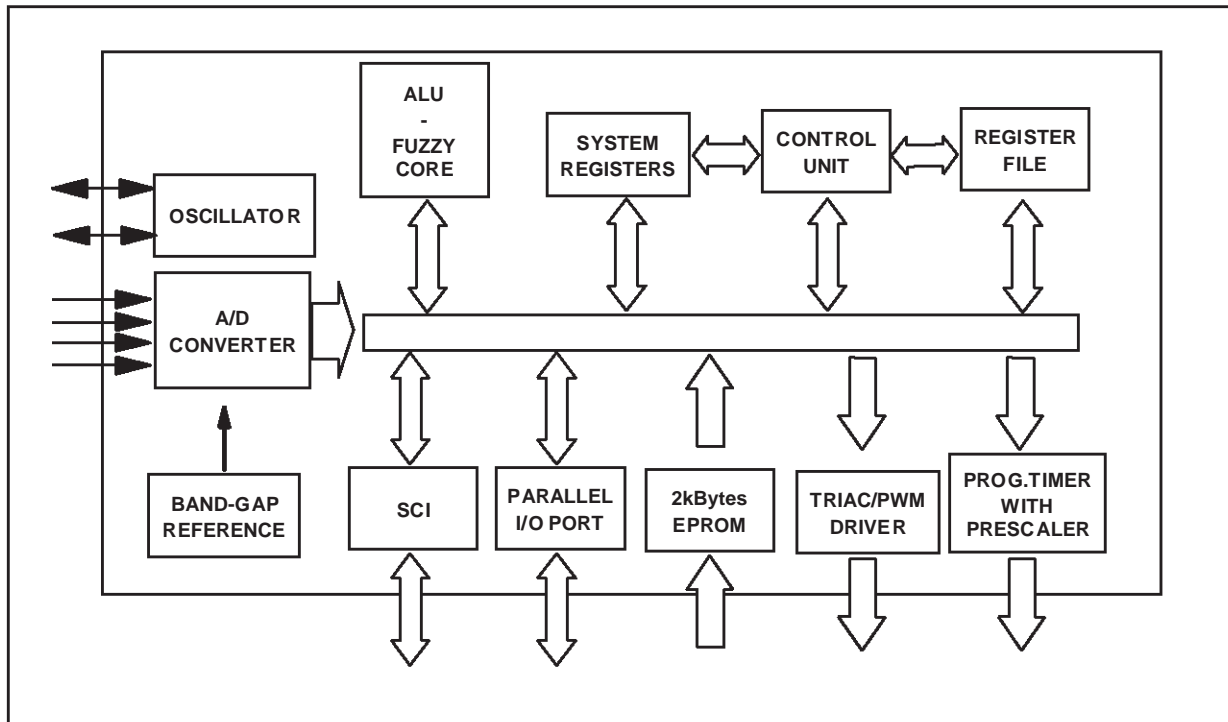 ALU
-
FUZZY
CORE
SYSTEM
REGISTERS
CONTROL
UNIT
REGISTER
FILE
OSCILLATOR
A/D
CONVERTER
BAND-GAP
REFERENCE
SCI
PARALLEL
I/O PORT
2kBytes
EPROM
TRIAC/PWM
DRIVER
PROG.TIMER
WITH
PRESCALER